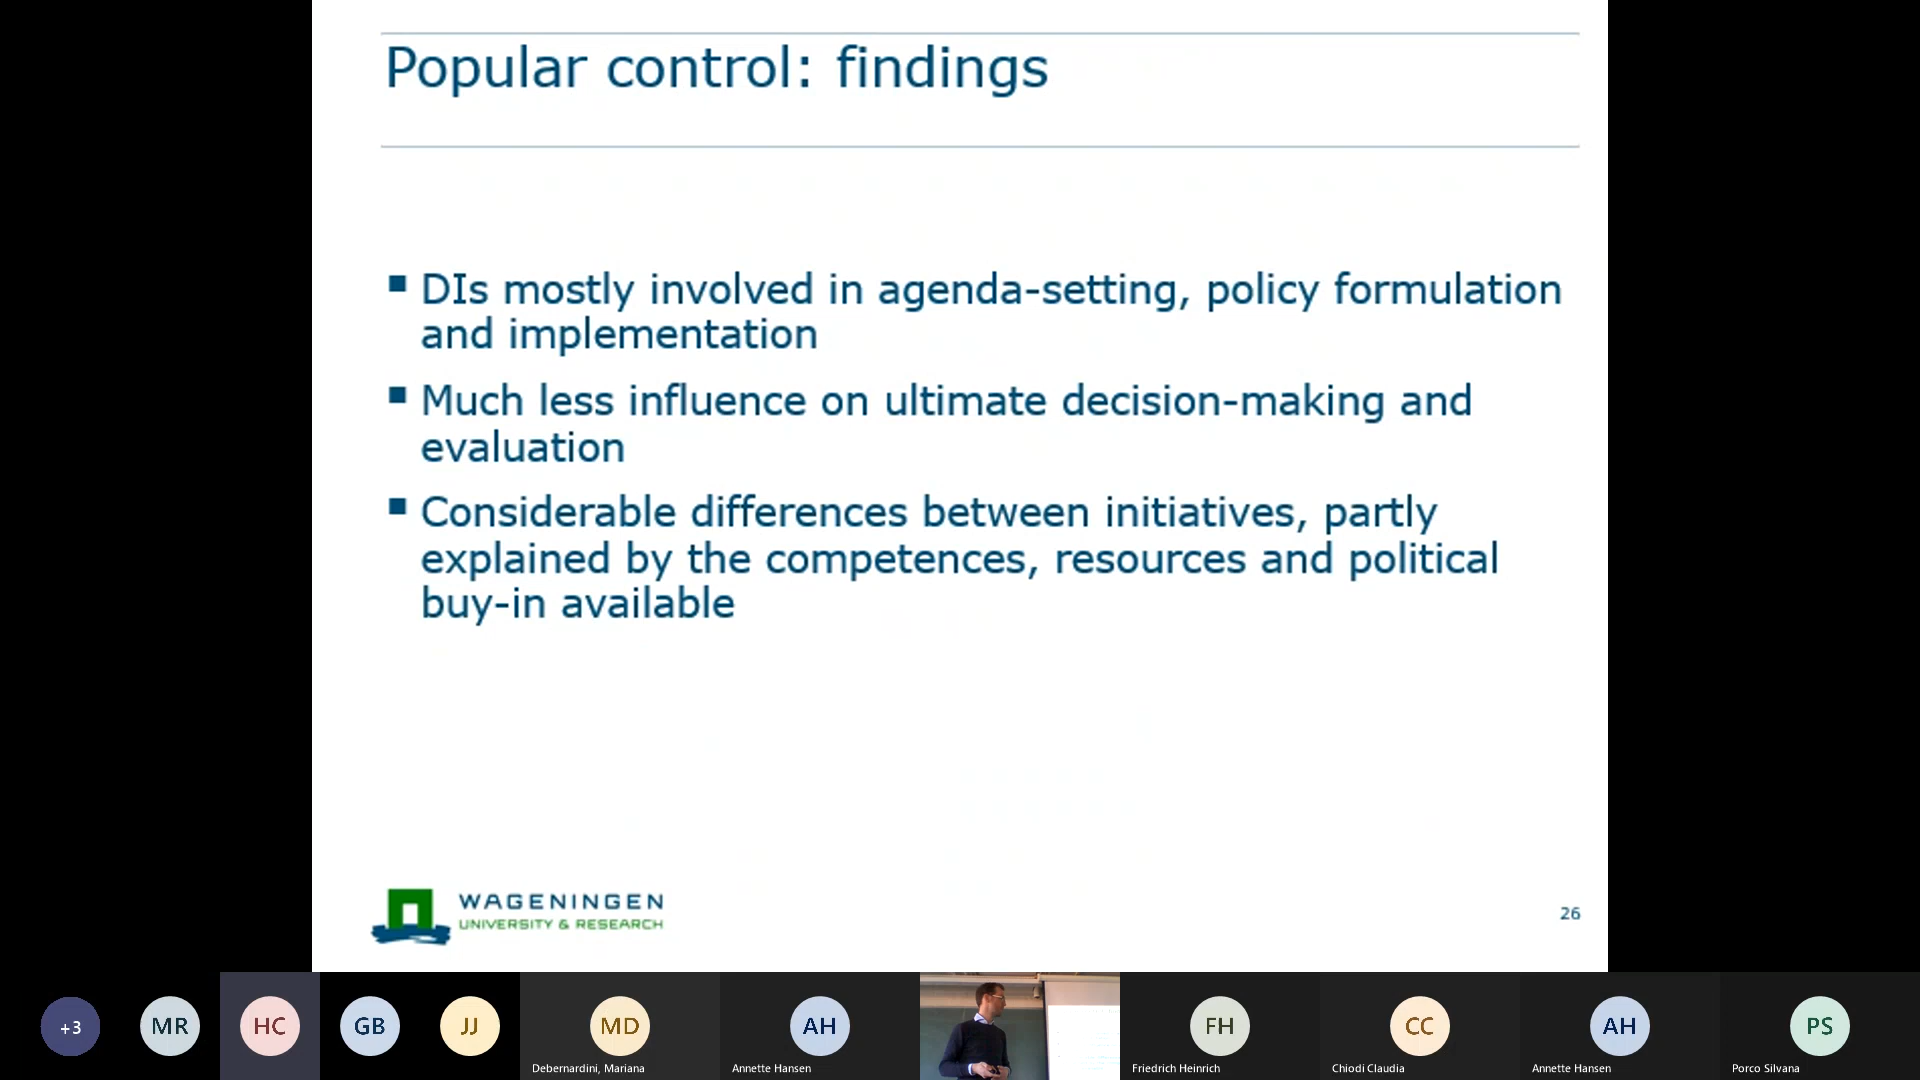 Popular control: findings
DIs mostly involved in agenda-setting, policy formulation
and implementation
Much less influence on ultimate decision-making and
evaluation
Considerable differences between initiatives, partly
explained by the competences, resources and political
buy-in available
WAGENINGEN
UNIVERSITY & RESEARCH
26
+3
MR
HC
GB
JJ
MD
Debernardini, Mariana
AH
Annette Hansen
FH
Friedrich Heinrich
CC
Chiodi Claudia
AH
Annette Hansen
PS
Porco Silvana